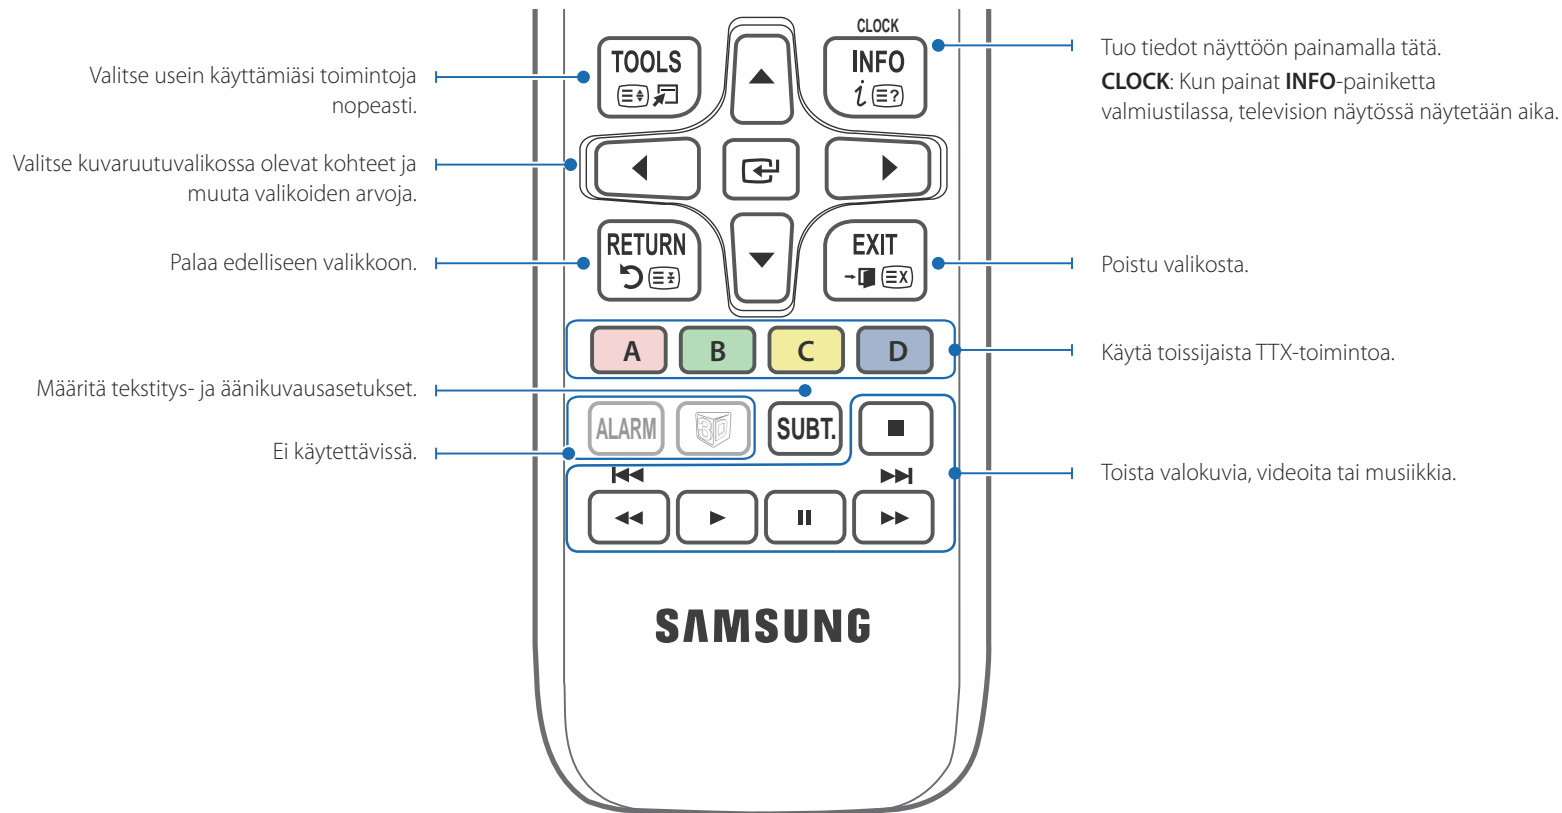 CLOCK
TOOLS
INFO
Valitse usein käyttämiäsi toimintoja
nopeasti.
Tuo tiedot näyttöön painamalla tätä.
CLOCK: Kun painat INFO-painiketta
valmiustilassa, television näytössä näytetään aika.
Valitse kuvaruutuvalikossa olevat kohteet ja
muuta valikoiden arvoja.
RETURN
EXIT
Palaa edelliseen valikkoon.
Poistu valikosta.
A B C D
Käytä toissijaista TTX-toimintoa.
Määritä tekstitys- ja äänikuvausasetukset.
ALARM 3D SUBT.
Ei käytettävissä.
Toista valokuvia, videoita tai musiikkia.
SAMSUNG